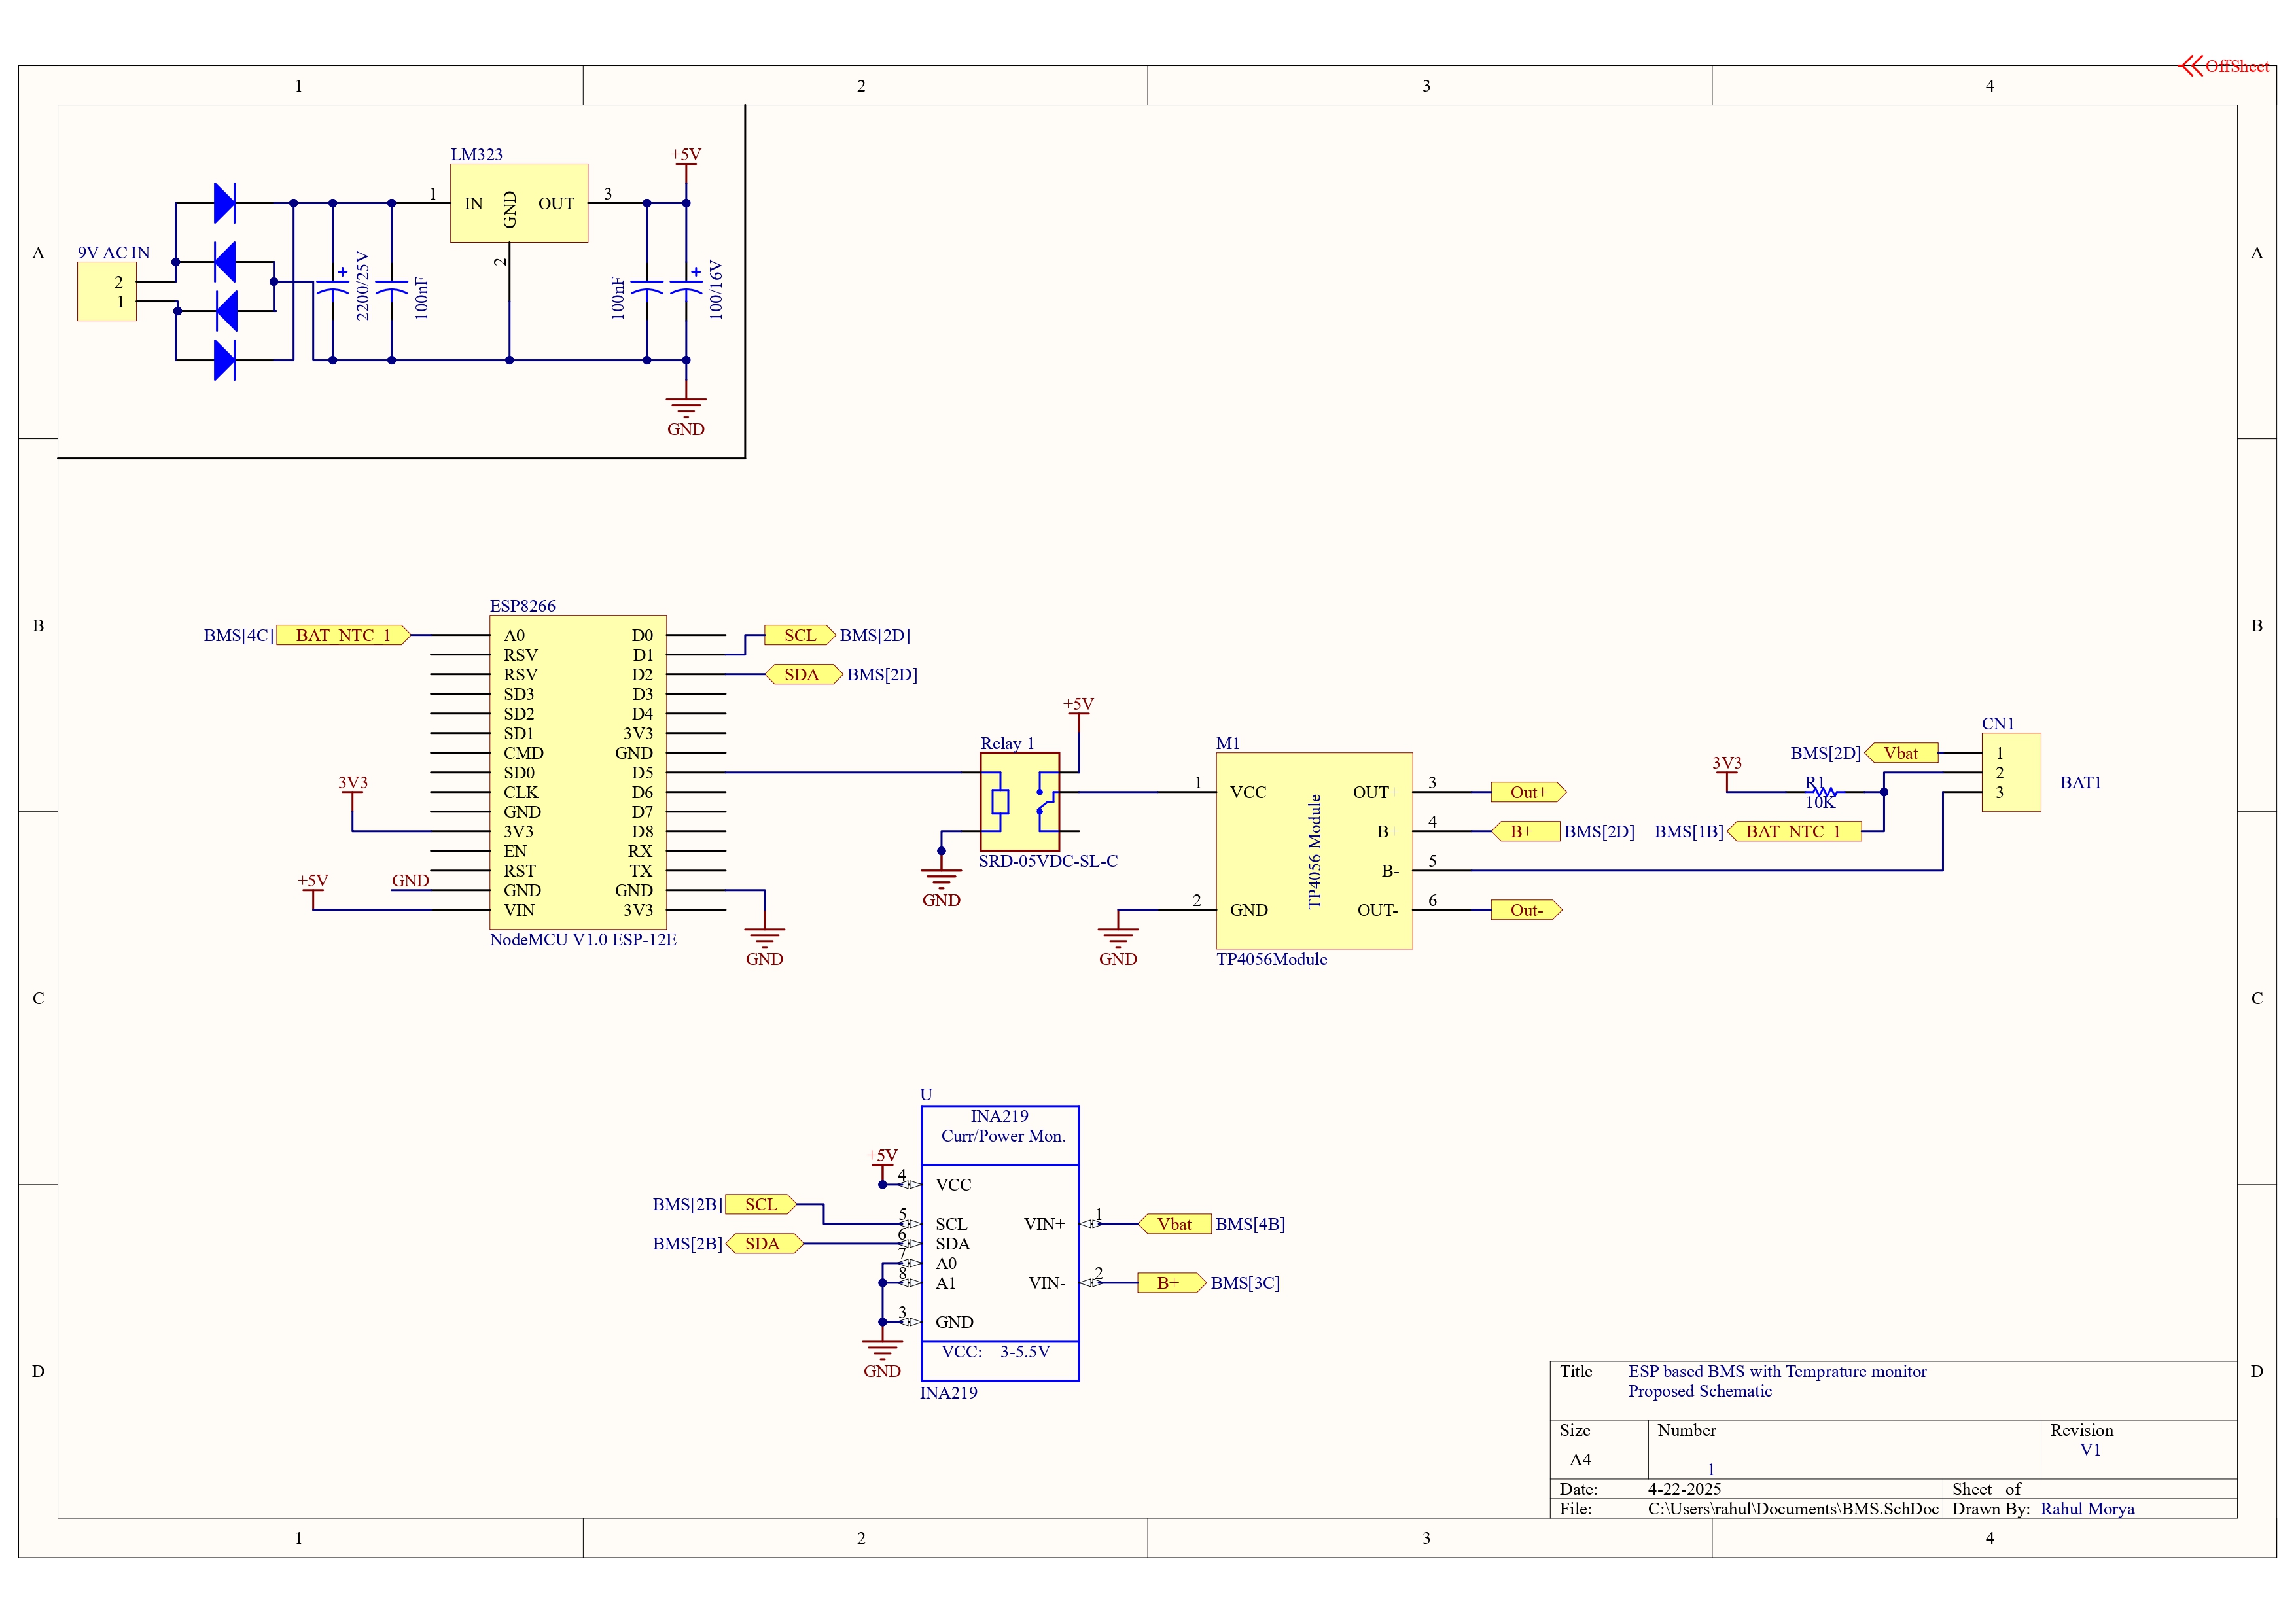 OffSheet
1 2 3 4
A
LM323
+5V
1 IN GND OUT 3
2
9V AC IN
2
1
2200/25V
100nF
100nF
100/16V
GND
A
B
ESP8266
BMS[4C] BAT_NTC_1 A0 D0 SCL BMS[2D]
RSV D1
RSV D2 SDA BMS[2D]
SD3 D3
SD2 D4
SD1 3V3
CMD GND
SD0 D5
CLK D6
GND D7
3V3 3V3 D8
EN RX
RST TX
GND GND GND
+5V VIN 3V3
NodeMCU V1.0 ESP-12E
GND
+5V
Relay 1
SRD-05VDC-SL-C
GND
M1
1 VCC OUT+ 3 Out+
B+ 4 B+ BMS[2D]
B- 5
2 GND OUT- 6 Out-
TP4056 Module
TP4056Module
GND
CN1
BMS[2D] Vbat 1
2
3
BAT1
3V3
R1
10K
BMS[1B] BAT_NTC_1
B
C
C
U
INA219
Curr/Power Mon.
+5V
4 VCC
BMS[2B] SCL 5 SCL VIN+ 1 Vbat BMS[4B]
BMS[2B] SDA 6 SDA
7 A0
8 A1 VIN- 2 B+ BMS[3C]
3 GND
VCC: 3-5.5V
GND
INA219
D
D
Title ESP based BMS with Temprature monitor
Proposed Schematic
Size Number Revision
A4 1 V1
Date: 4-22-2025 Sheet of
File: C:\Users\rahul\Documents\BMS.SchDoc Drawn By: Rahul Morya
1 2 3 4